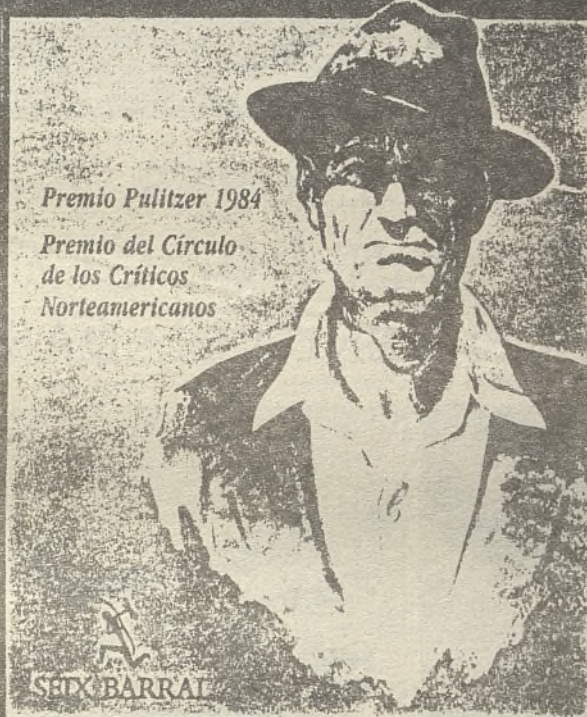 Premio Pulitzer 1984
Premio del Círculo
de los Críticos
Norteamericanos
SEIX BARRAL